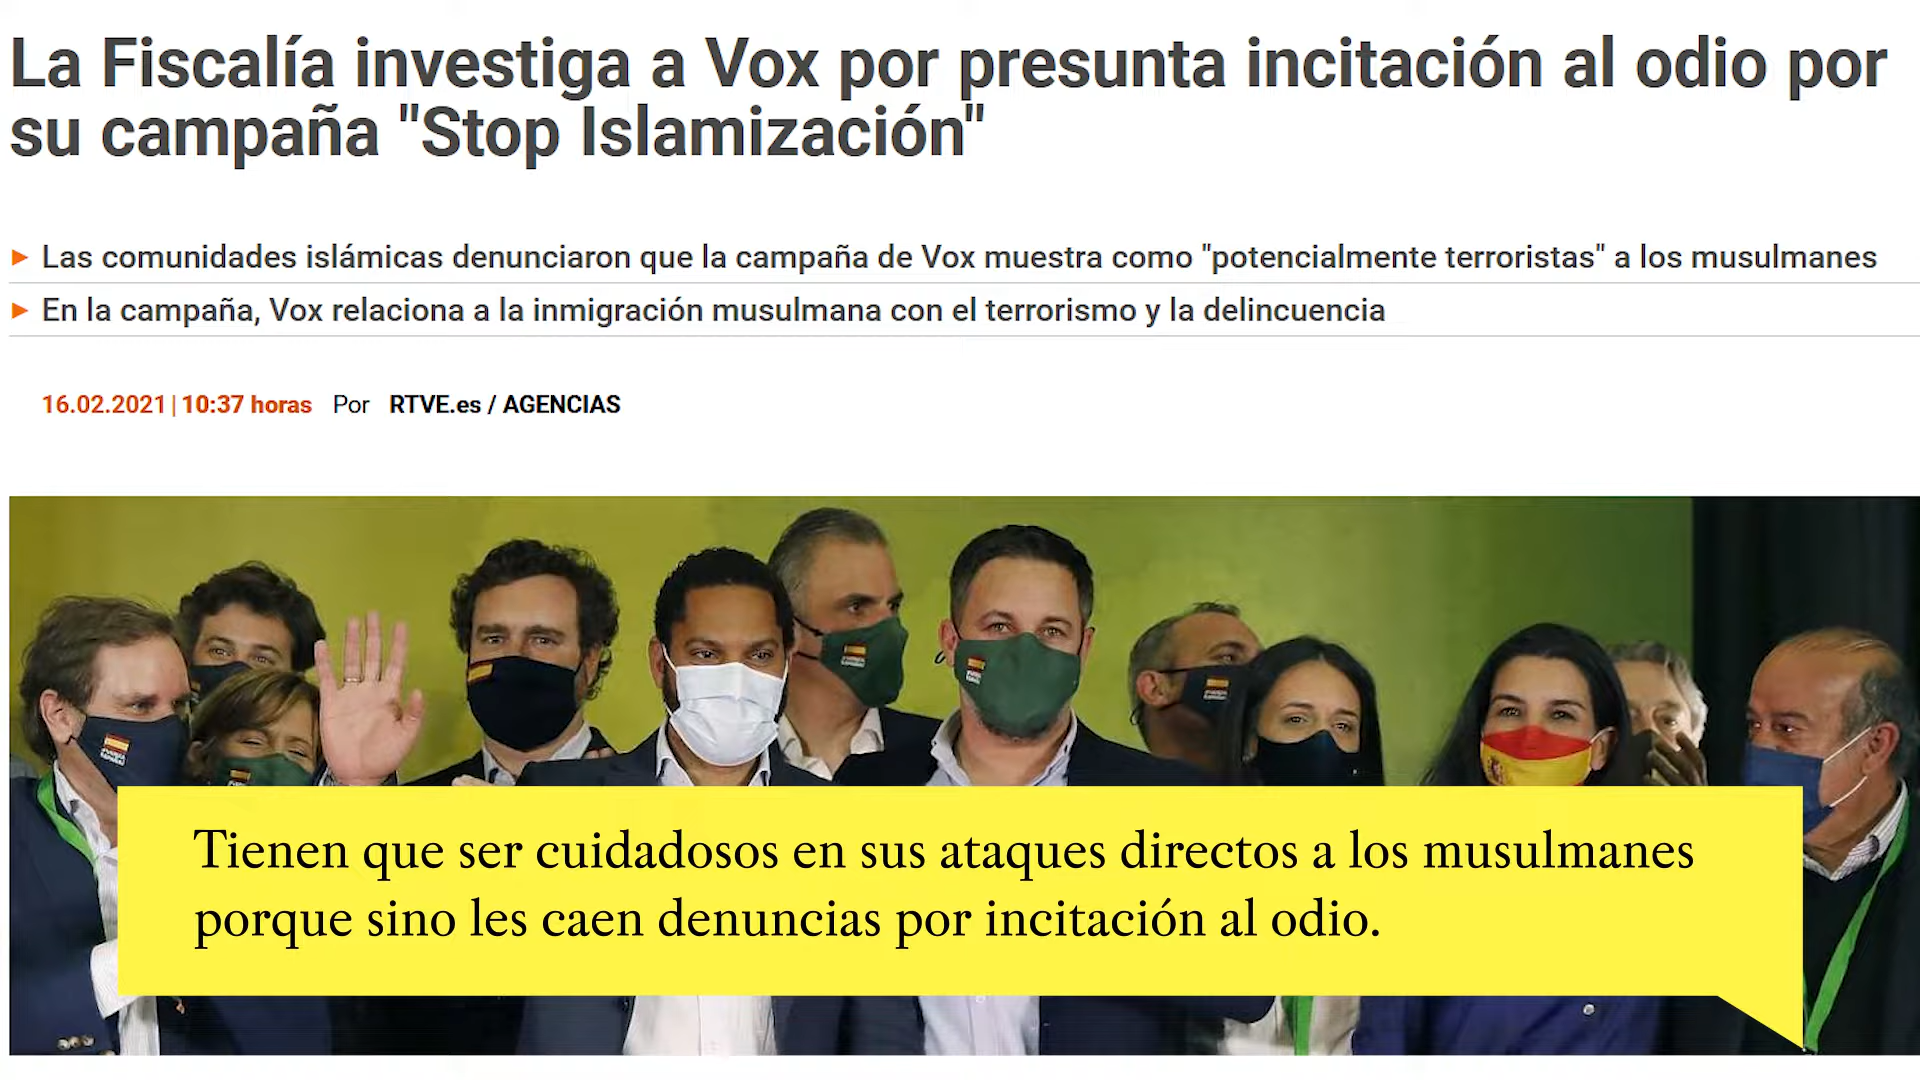 La Fiscalía investiga a Vox por presunta incitación al odio por
su campaña "Stop Islamización"
Las comunidades islámicas denunciaron que la campaña de Vox muestra como "potencialmente terroristas" a los musulmanes
En la campaña, Vox relaciona a la inmigración musulmana con el terrorismo y la delincuencia
16.02.2021 | 10:37 horas Por RTVE.es / AGENCIAS
Tienen que ser cuidadosos en sus ataques directos a los musulmanes
porque sino les caen denuncias por incitación al odio.